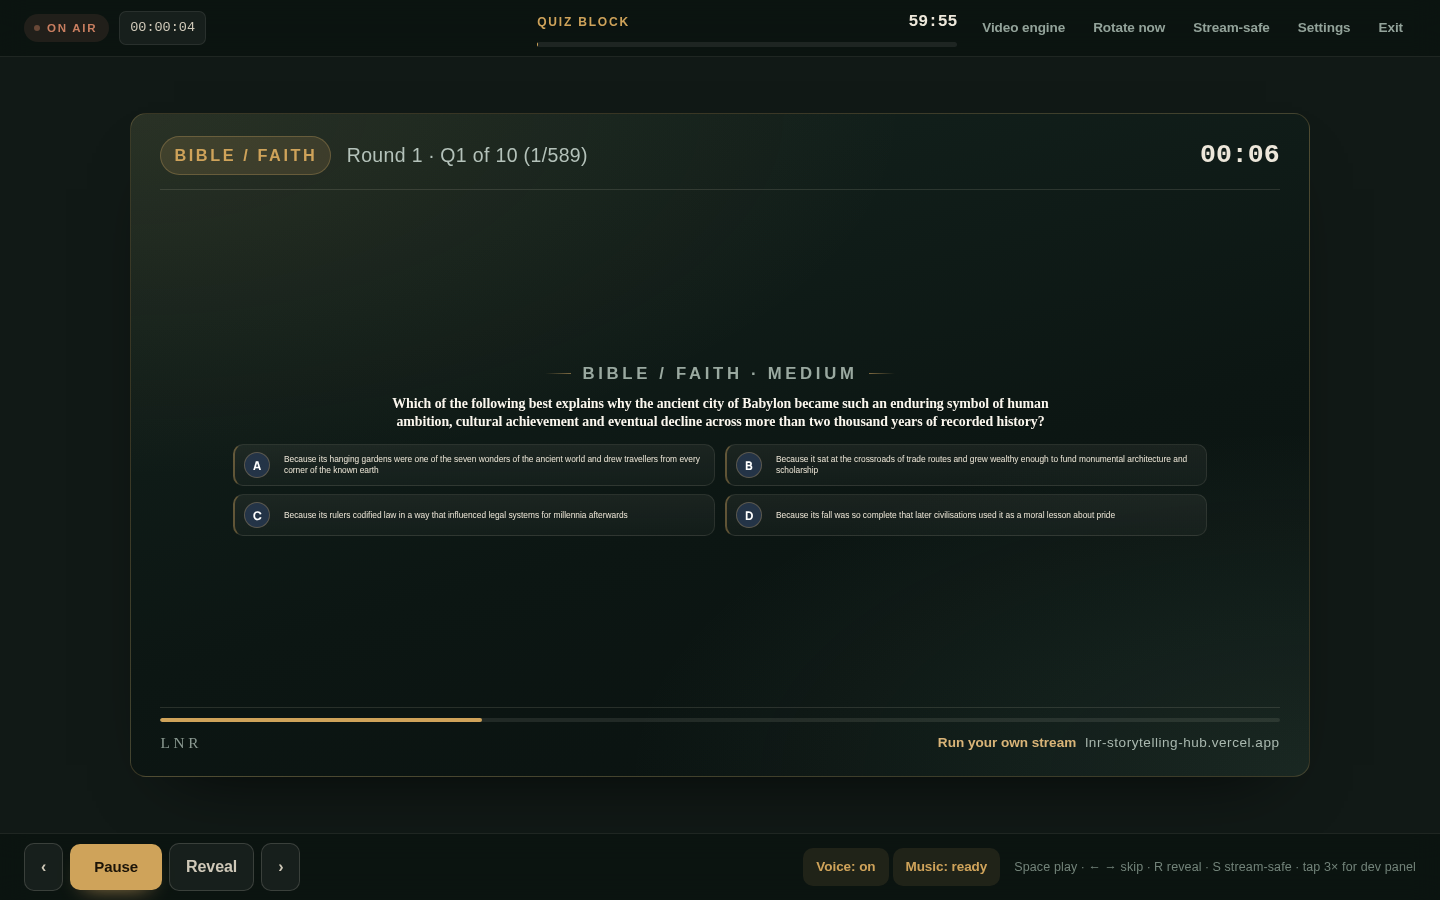 ON AIR
00:00:04
QUIZ BLOCK
59:55
Video engine
Rotate now
Stream-safe
Settings
Exit
BIBLE / FAITH
Round 1 · Q1 of 10 (1/589)
00:06
BIBLE / FAITH · MEDIUM
Which of the following best explains why the ancient city of Babylon became such an enduring symbol of human
ambition, cultural achievement and eventual decline across more than two thousand years of recorded history?
A
Because its hanging gardens were one of the seven wonders of the ancient world and drew travellers from every
corner of the known earth
B
Because it sat at the crossroads of trade routes and grew wealthy enough to fund monumental architecture and
scholarship
C
Because its rulers codified law in a way that influenced legal systems for millennia afterwards
D
Because its fall was so complete that later civilisations used it as a moral lesson about pride
LNR
Run your own stream lnr-storytelling-hub.vercel.app
‹
Pause
Reveal
›
Voice: on
Music: ready
Space play · ← → skip · R reveal · S stream-safe · tap 3× for dev panel